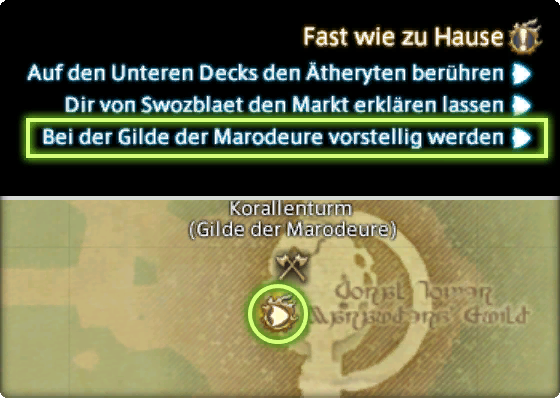 Fast wie zu Hause
Auf den Unteren Decks den Ätheryten berühren
Dir von Swozblaet den Markt erklären lassen
Bei der Gilde der Marodeure vorstellig werden
Korallenturm
(Gilde der Marodeure)